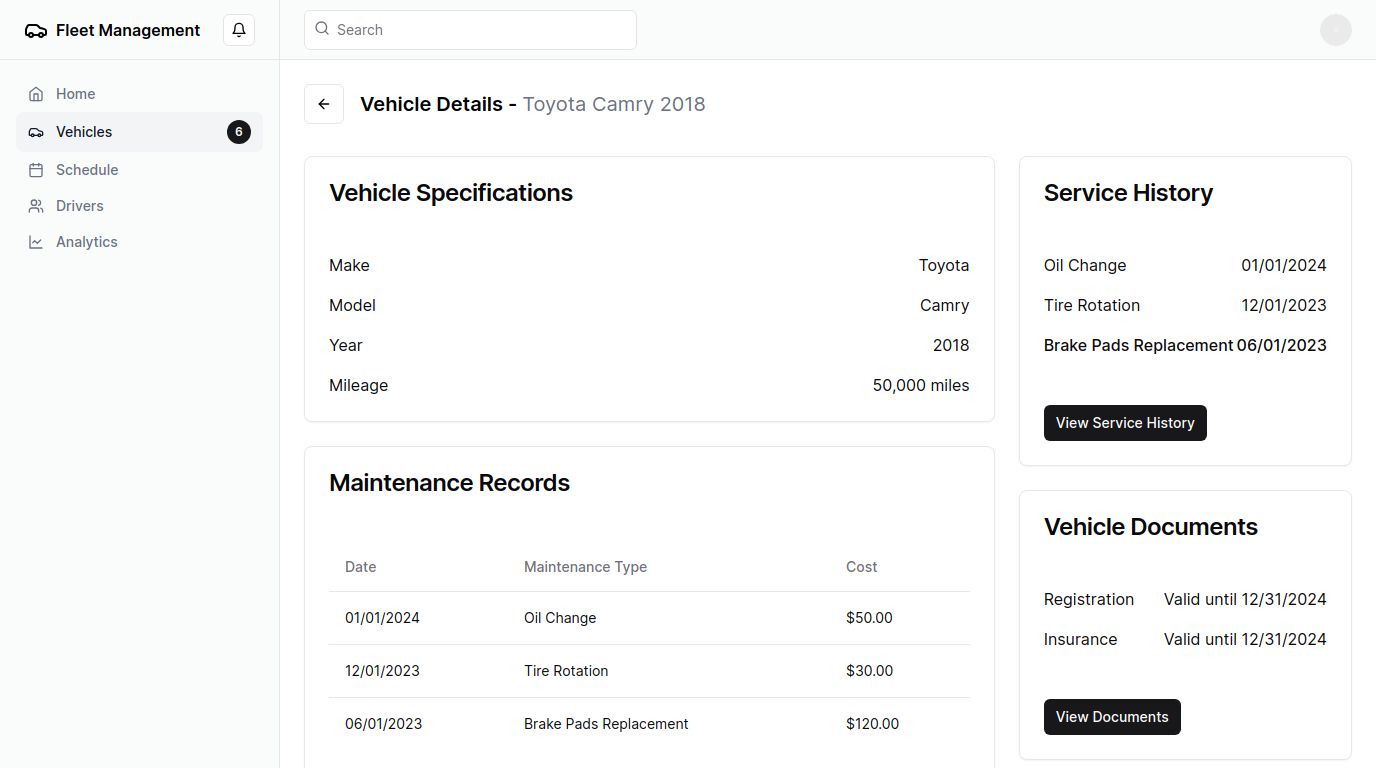 Fleet Management
Search
Home
Vehicles 6
Schedule
Drivers
Analytics
Vehicle Details - Toyota Camry 2018
Vehicle Specifications
Make Toyota
Model Camry
Year 2018
Mileage 50,000 miles
Maintenance Records
Date Maintenance Type Cost
01/01/2024 Oil Change $50.00
12/01/2023 Tire Rotation $30.00
06/01/2023 Brake Pads Replacement $120.00
Service History
Oil Change 01/01/2024
Tire Rotation 12/01/2023
Brake Pads Replacement 06/01/2023
View Service History
Vehicle Documents
Registration Valid until 12/31/2024
Insurance Valid until 12/31/2024
View Documents